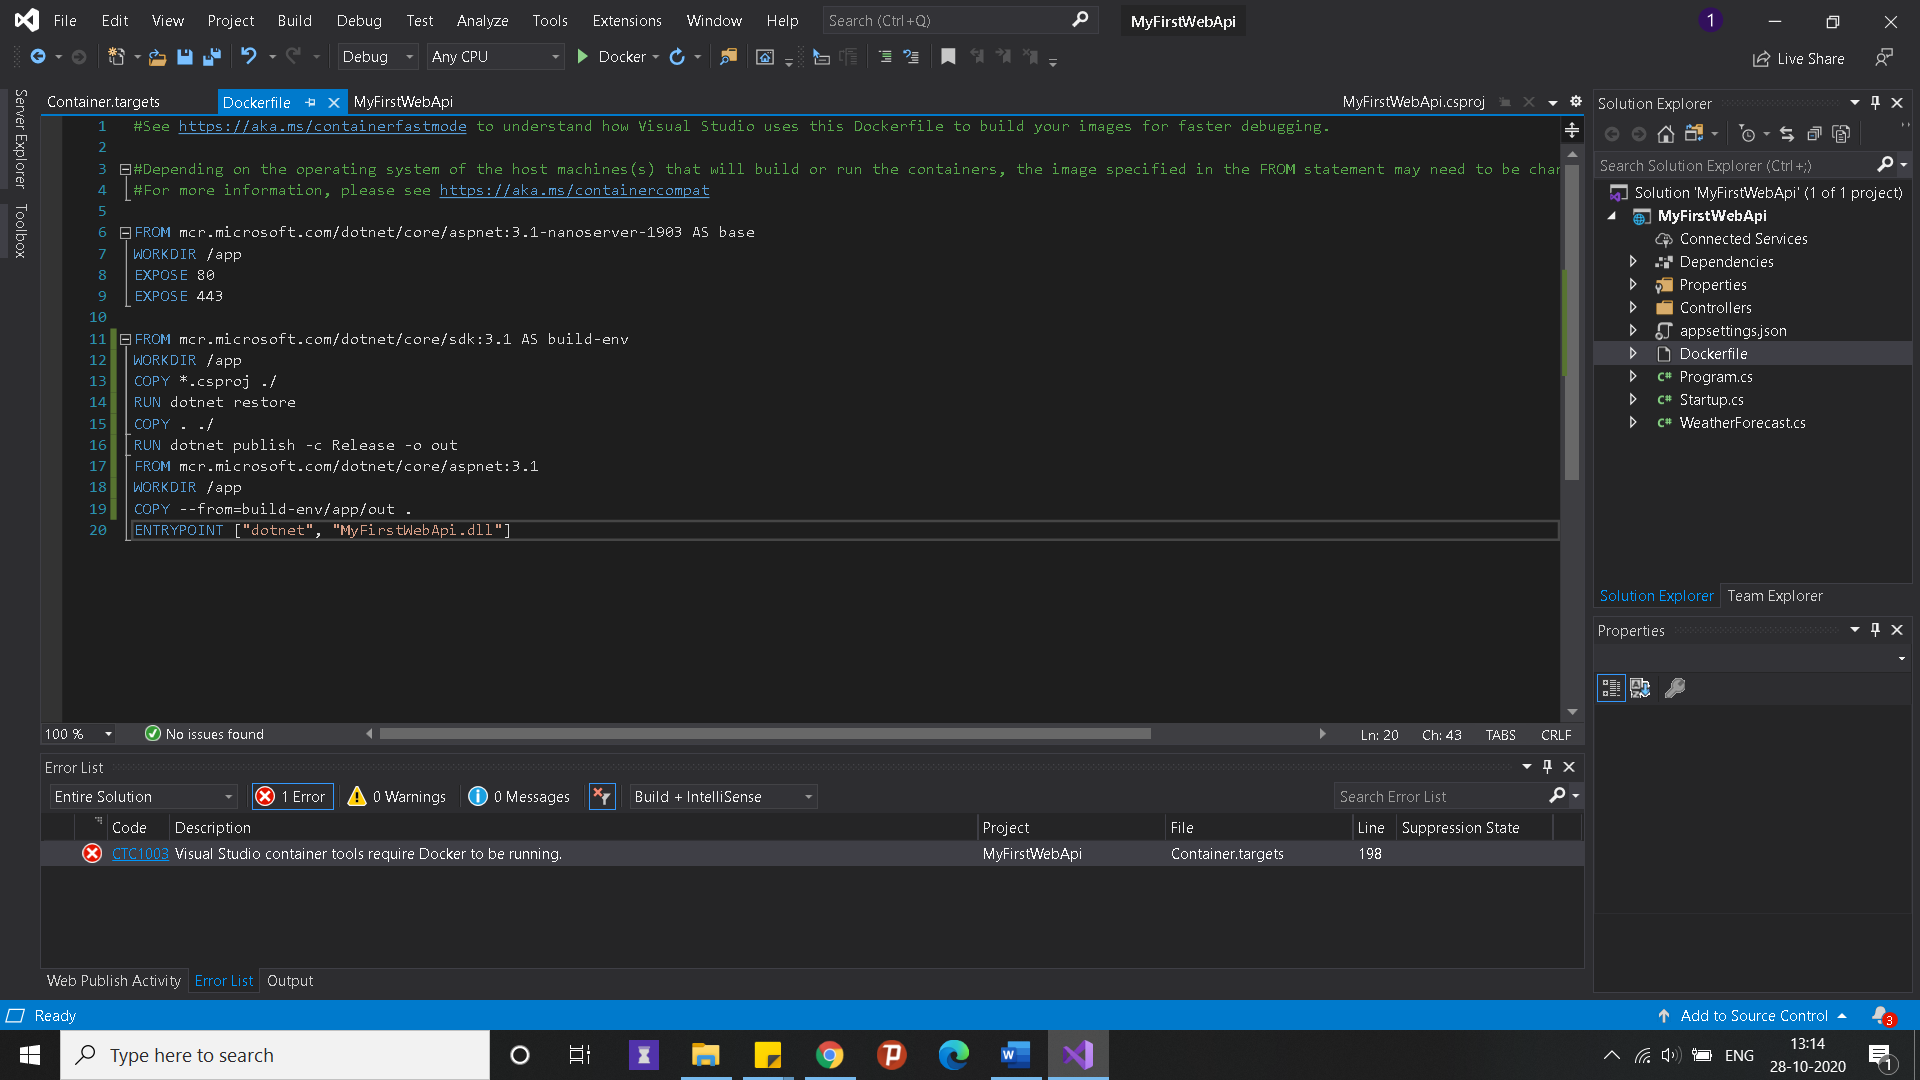 File Edit View Project Build Debug Test Analyze Tools Extensions Window Help Search (Ctrl+Q) MyFirstWebApi 1
Debug Any CPU Docker Live Share
Server Explorer
Toolbox
Container.targets Dockerfile MyFirstWebApi MyFirstWebApi.csproj
1 #See https://aka.ms/containerfastmode to understand how Visual Studio uses this Dockerfile to build your images for faster debugging.
2
3 #Depending on the operating system of the host machines(s) that will build or run the containers, the image specified in the FROM statement may need to be char
4 #For more information, please see https://aka.ms/containercompat
5
6 FROM mcr.microsoft.com/dotnet/core/aspnet:3.1-nanoserver-1903 AS base
7 WORKDIR /app
8 EXPOSE 80
9 EXPOSE 443
10
11 FROM mcr.microsoft.com/dotnet/core/sdk:3.1 AS build-env
12 WORKDIR /app
13 COPY *.csproj ./
14 RUN dotnet restore
15 COPY . ./
16 RUN dotnet publish -c Release -o out
17 FROM mcr.microsoft.com/dotnet/core/aspnet:3.1
18 WORKDIR /app
19 COPY --from=build-env/app/out .
20 ENTRYPOINT ["dotnet", "MyFirstWebApi.dll"]
100 % No issues found Ln: 20 Ch: 43 TABS CRLF
Solution Explorer
Search Solution Explorer (Ctrl+;)
Solution 'MyFirstWebApi' (1 of 1 project)
MyFirstWebApi
Connected Services
Dependencies
Properties
Controllers
appsettings.json
Dockerfile
C# Program.cs
C# Startup.cs
C# WeatherForecast.cs
Solution Explorer Team Explorer
Properties
Error List
Entire Solution 1 Error 0 Warnings 0 Messages Build + IntelliSense Search Error List
Code Description Project File Line Suppression State
CTC1003 Visual Studio container tools require Docker to be running. MyFirstWebApi Container.targets 198
Web Publish Activity Error List Output
Ready Add to Source Control 3
Type here to search ENG 13:14
28-10-2020 1